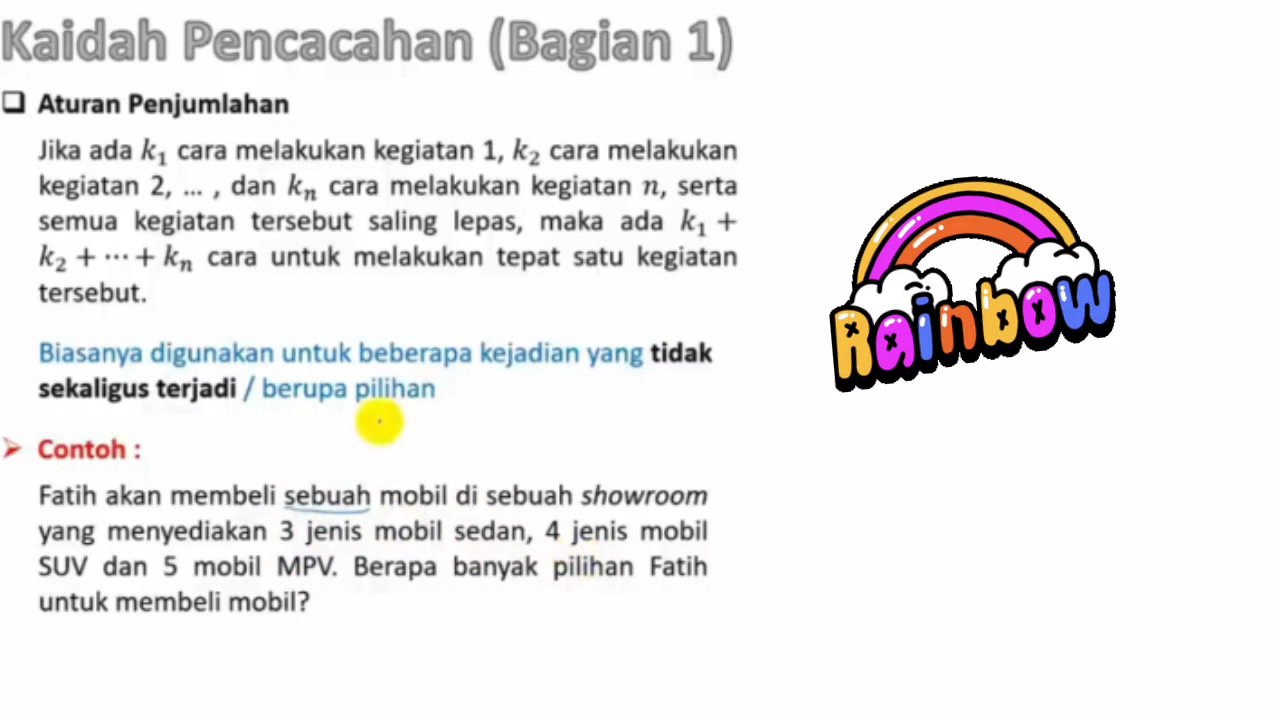 Kaidah Pencacahan (Bagian 1)
Aturan Penjumlahan
Jika ada k₁ cara melakukan kegiatan 1, k₂ cara melakukan
kegiatan 2, ... , dan kₙ cara melakukan kegiatan n, serta
semua kegiatan tersebut saling lepas, maka ada k₁ +
k₂ + ⋯ + kₙ cara untuk melakukan tepat satu kegiatan
tersebut.
Biasanya digunakan untuk beberapa kejadian yang tidak
sekaligus terjadi / berupa pilihan
Contoh :
Fatih akan membeli sebuah mobil di sebuah showroom
yang menyediakan 3 jenis mobil sedan, 4 jenis mobil
SUV dan 5 mobil MPV. Berapa banyak pilihan Fatih
untuk membeli mobil?
Rainbow